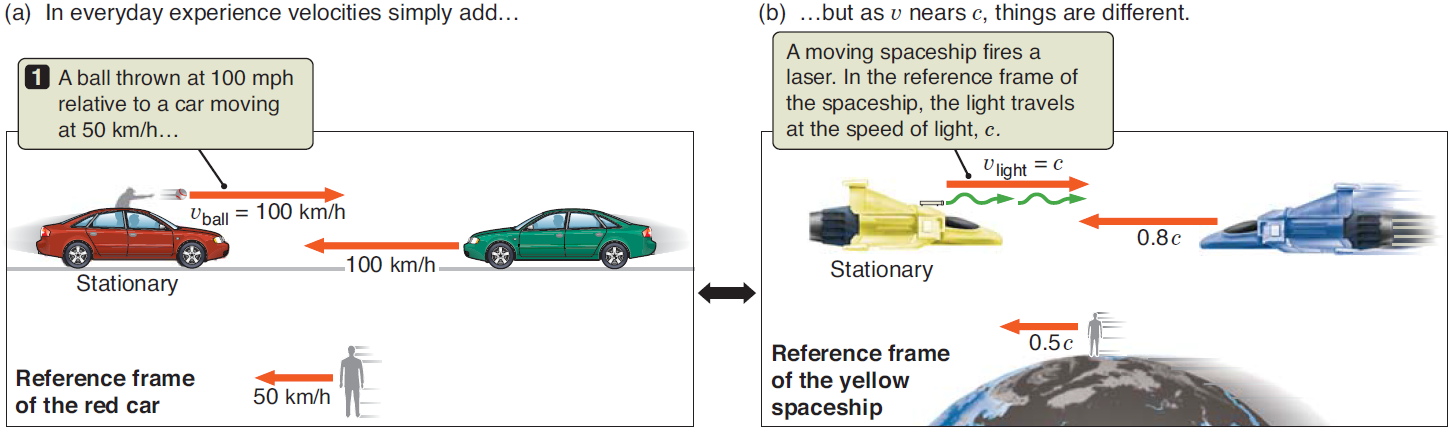 (a) In everyday experience velocities simply add…
1 A ball thrown at 100 mph
relative to a car moving
at 50 km/h…
v ball = 100 km/h
100 km/h
Stationary
Reference frame
of the red car
50 km/h
(b) …but as v nears c, things are different.
A moving spaceship fires a
laser. In the reference frame of
the spaceship, the light travels
at the speed of light, c.
v light = c
0.8c
Stationary
0.5c
Reference frame
of the yellow
spaceship